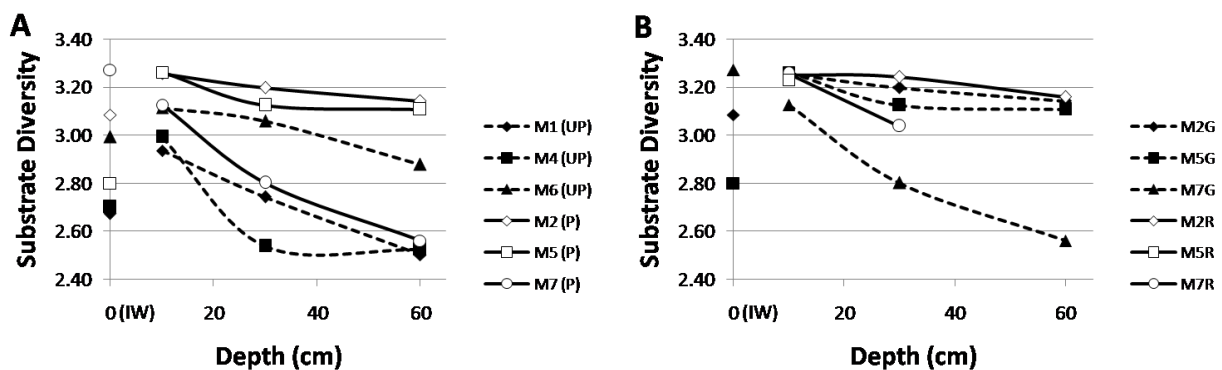 A
Substrate Diversity
3.40
3.20
3.00
2.80
2.60
2.40
0 (IW) 20 40 60
Depth (cm)
M1 (UP)
M4 (UP)
M6 (UP)
M2 (P)
M5 (P)
M7 (P)
B
Substrate Diversity
3.40
3.20
3.00
2.80
2.60
2.40
0 (IW) 20 40 60
Depth (cm)
M2G
M5G
M7G
M2R
M5R
M7R